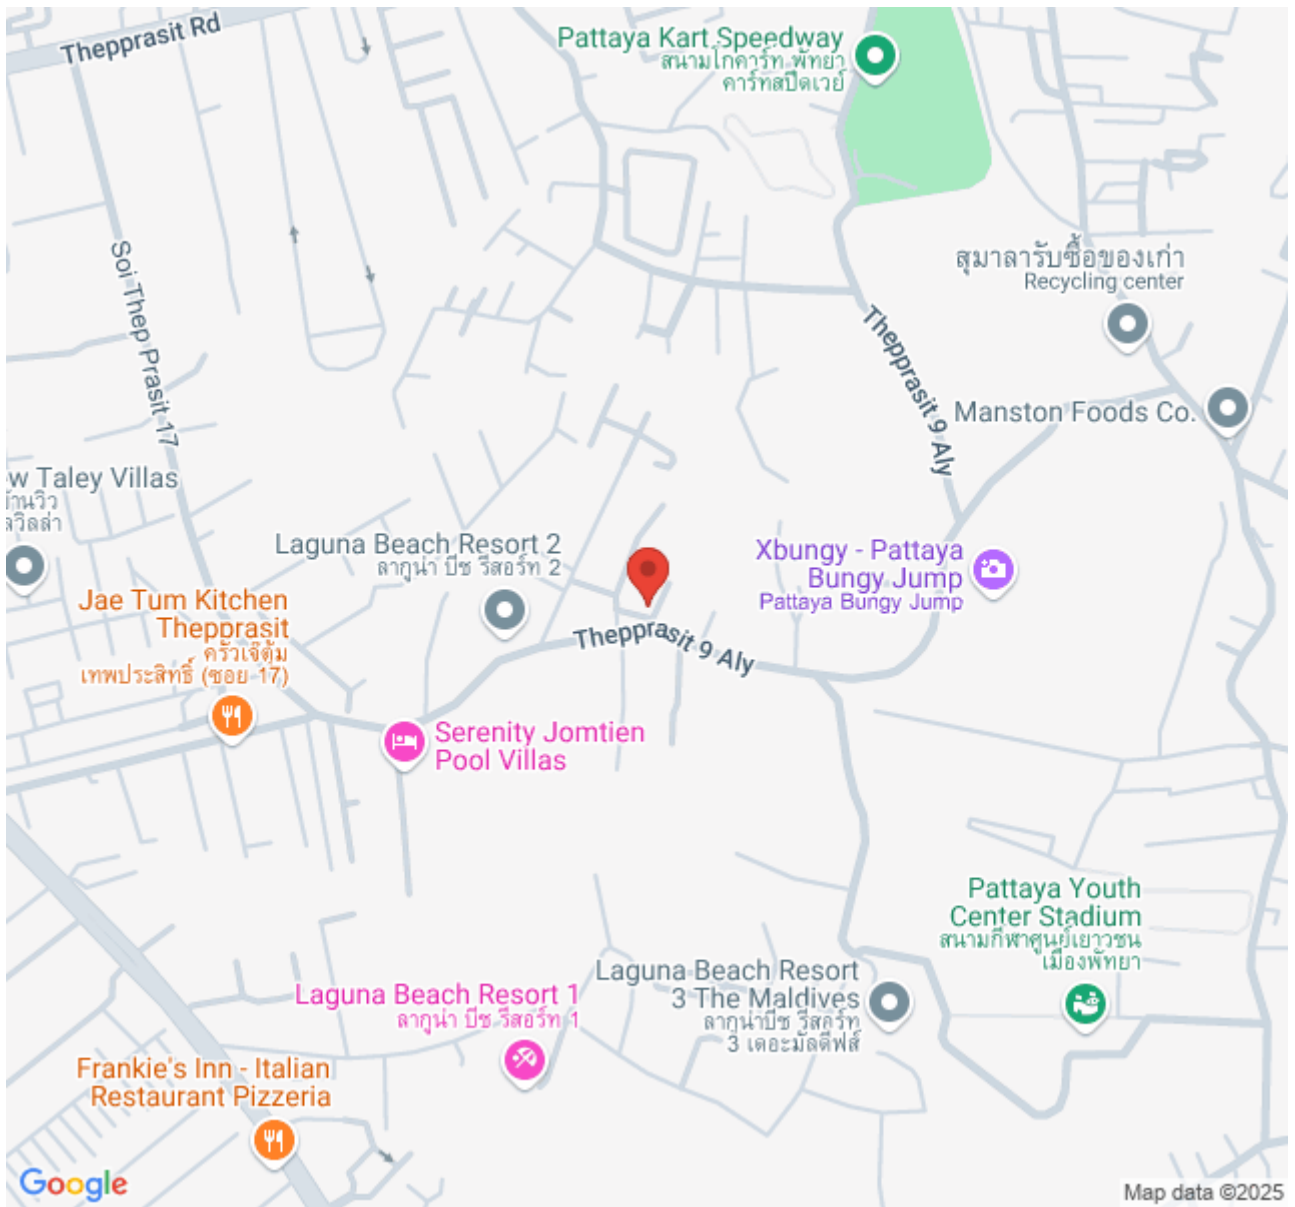 Thepprasit Rd
Pattaya Kart Speedway
สนามโกคาร์ท พัทยา
คาร์ทสปีดเวย์
สุมาลารับซื้อของเก่า
Recycling center
Soi Thep Prasit 17
Thepprasit 9 Aly
Manston Foods Co.
w Taley Villas
้านวิว
ลวิลล่า
Laguna Beach Resort 2
ลากูน่า บีช รีสอร์ท 2
Xbungy - Pattaya
Bungy Jump
Pattaya Bungy Jump
Jae Tum Kitchen
Thepprasit
ครัวเจ๊ตุ้ม
เทพประสิทธิ์ (ซอย 17)
Thepprasit 9 Aly
Serenity Jomtien
Pool Villas
Pattaya Youth
Center Stadium
สนามกีฬาศูนย์เยาวชน
เมืองพัทยา
Laguna Beach Resort
3 The Maldives
ลากูน่าบีช รีสอร์ท
3 เดอะมัลดีฟส์
Laguna Beach Resort 1
ลากูน่า บีช รีสอร์ท 1
Frankie's Inn - Italian
Restaurant Pizzeria
Google
Map data ©2025